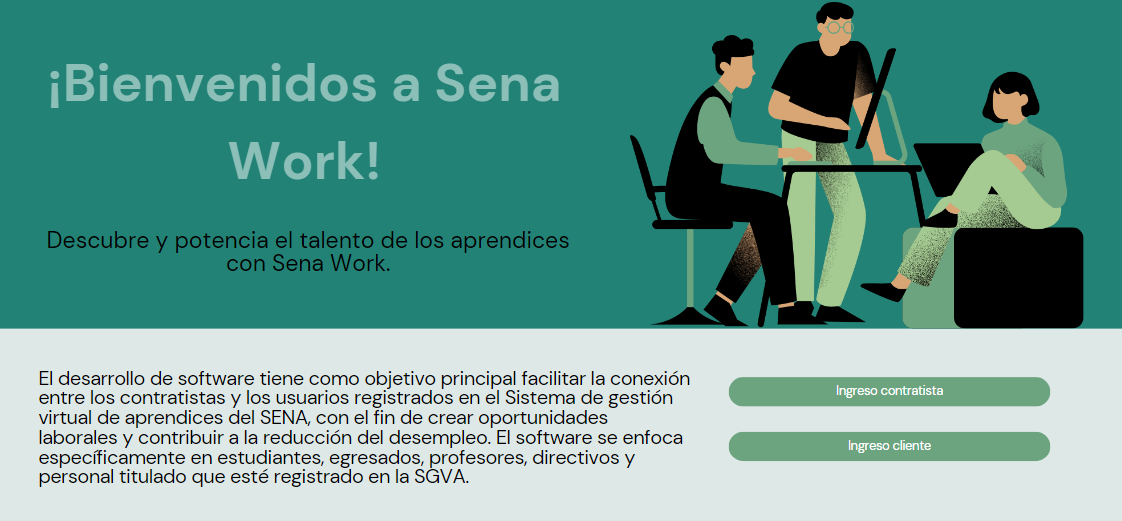 ¡Bienvenidos a Sena
Work!
Descubre y potencia el talento de los aprendices
con Sena Work.
El desarrollo de software tiene como objetivo principal facilitar la conexión
entre los contratistas y los usuarios registrados en el Sistema de gestión
virtual de aprendices del SENA, con el fin de crear oportunidades
laborales y contribuir a la reducción del desempleo. El software se enfoca
específicamente en estudiantes, egresados, profesores, directivos y
personal titulado que esté registrado en la SGVA.
Ingreso contratista
Ingreso cliente